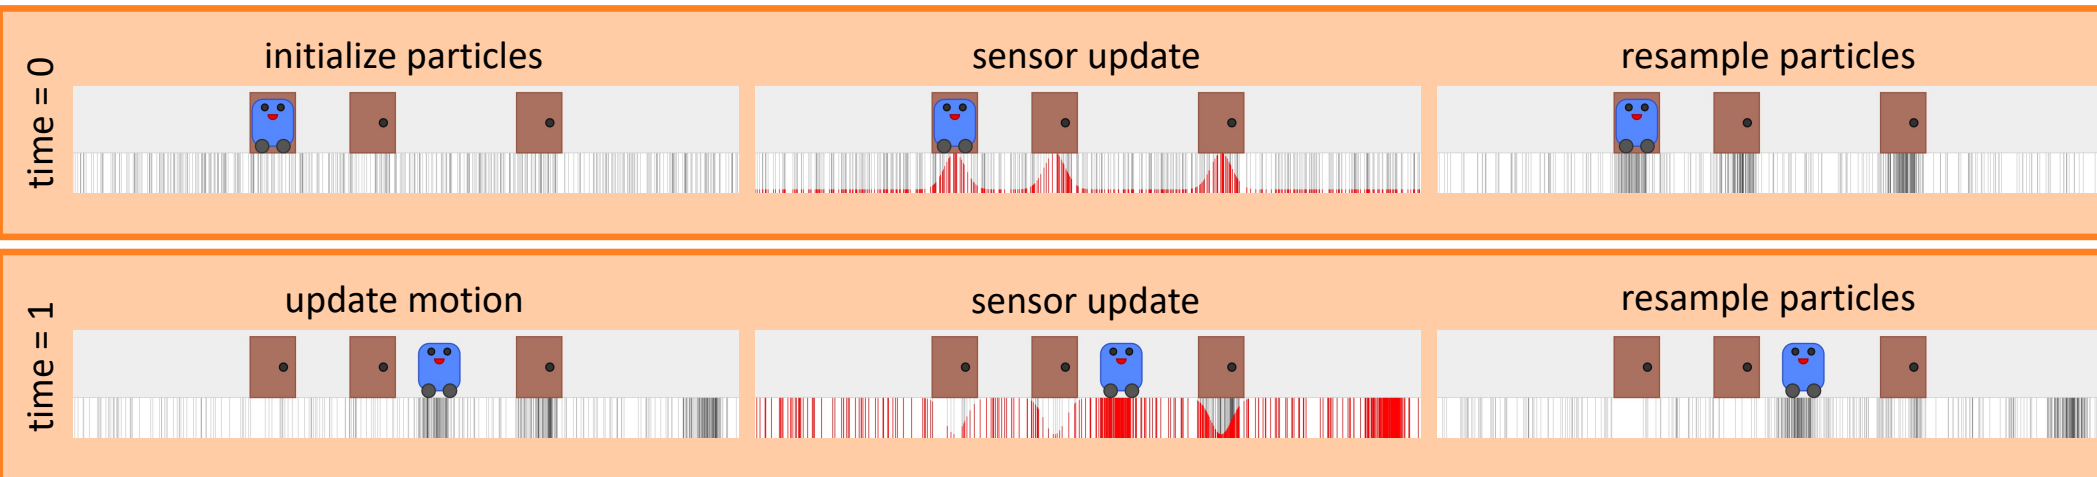 time = 0
initialize particles
sensor update
resample particles
time = 1
update motion
sensor update
resample particles